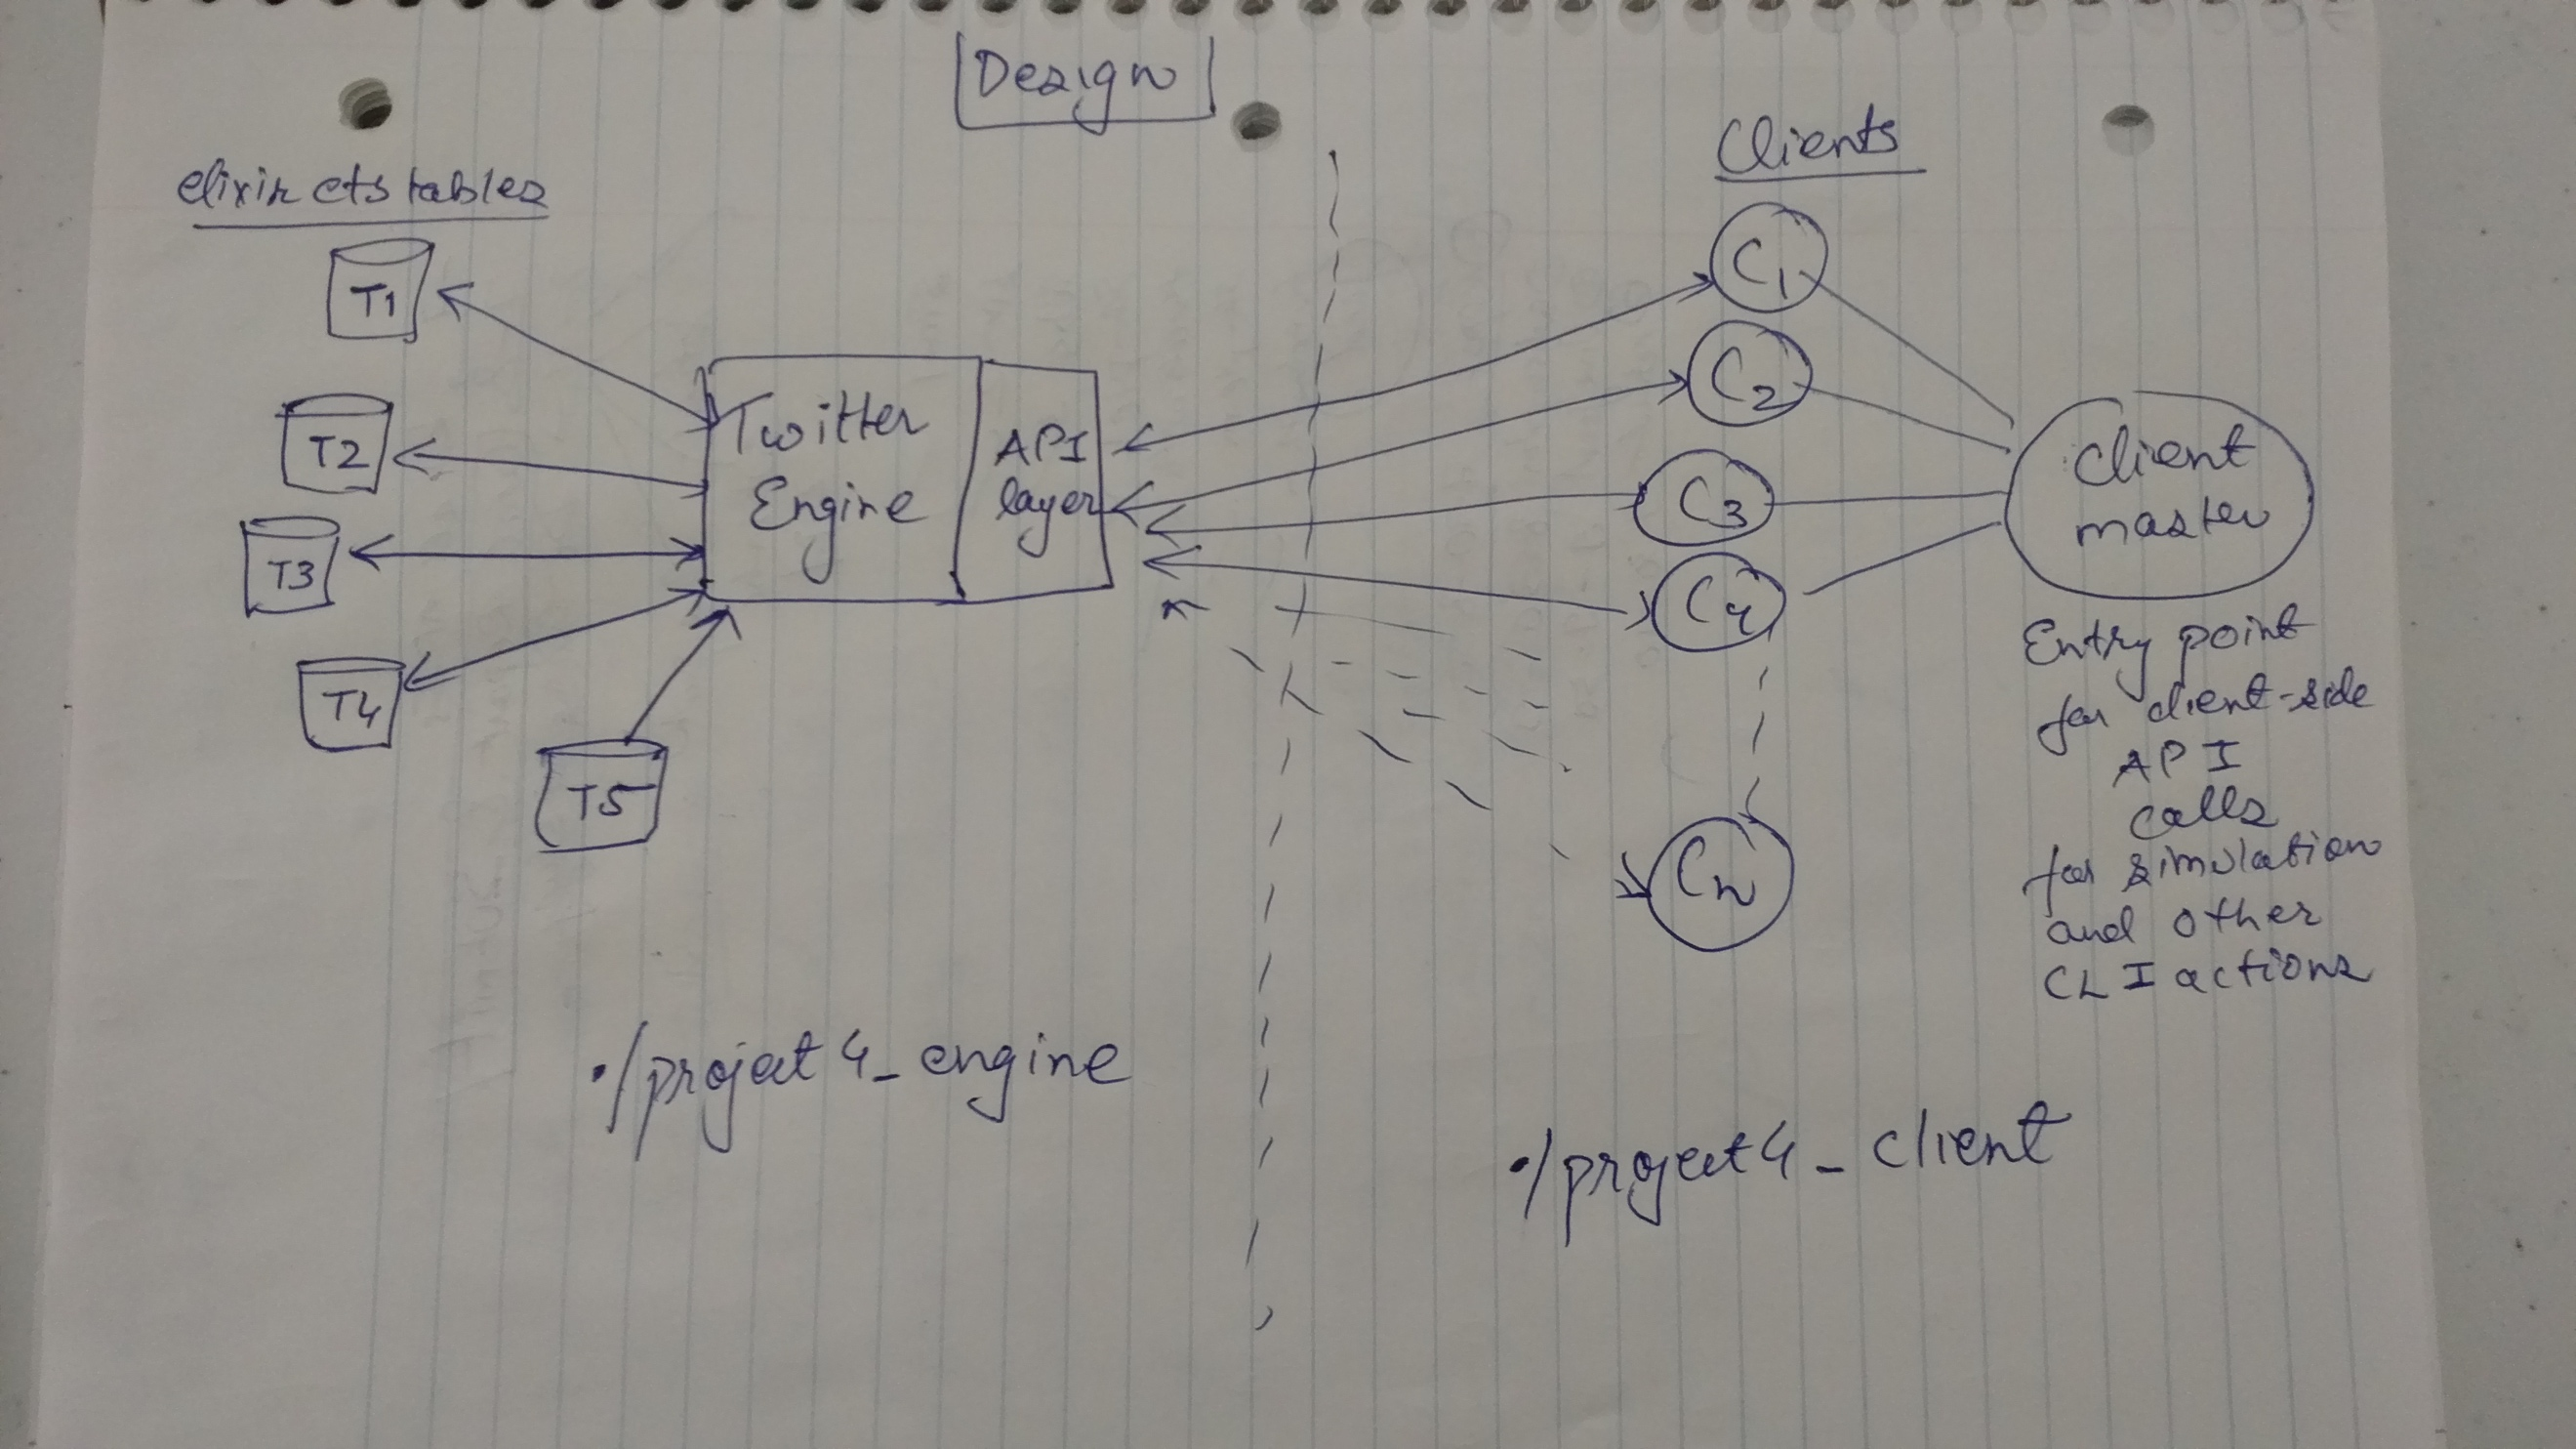 Design
elixir ets tables
Clients
T1
T2
T3
T4
T5
Twitter
Engine
API
layer
C1
C2
C3
C4
Cn
client
master
Entry point
for client-side
API
calls
for simulation
and other
CLI actions
./project4_engine
./project4_client